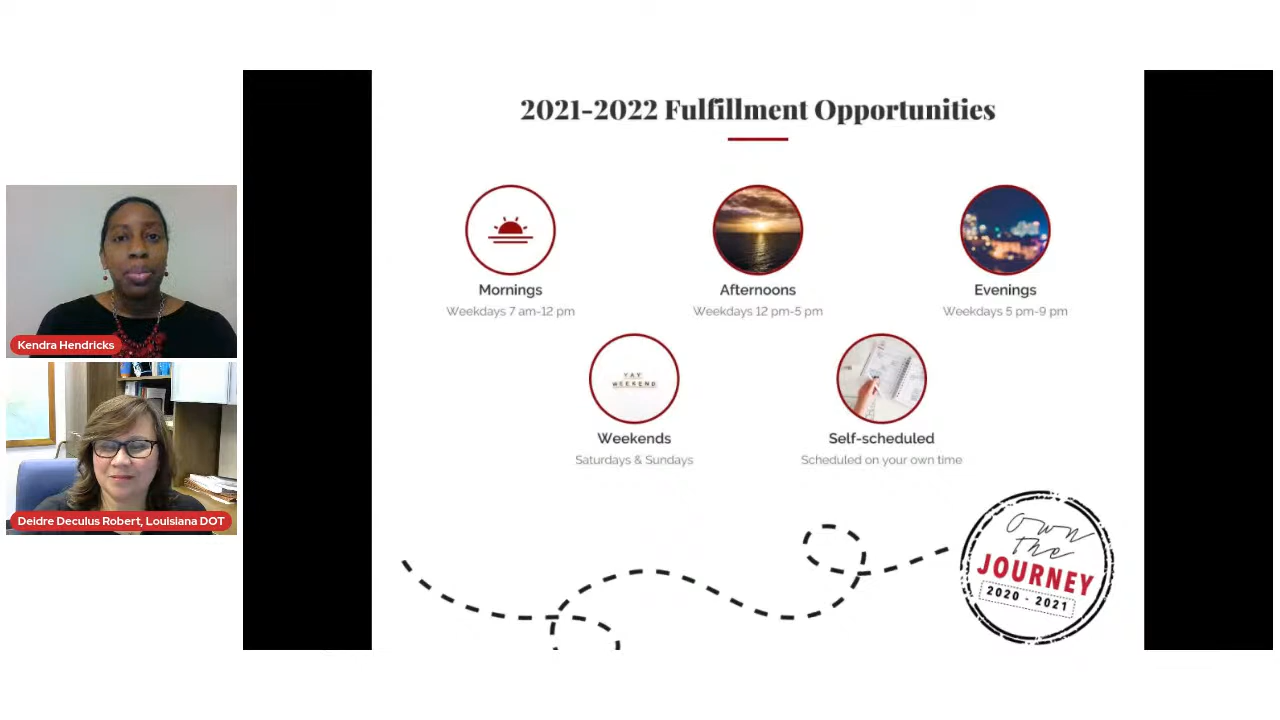 2021-2022 Fulfillment Opportunities
Mornings
Weekdays 7 am-12 pm
Afternoons
Weekdays 12 pm-5 pm
Evenings
Weekdays 5 pm-9 pm
YAY
WEEKEND
Weekends
Saturdays & Sundays
Self-scheduled
Scheduled on your own time
own
the
JOURNEY
2020 - 2021
Kendra Hendricks
Deidre Deculus Robert, Louisiana DOT